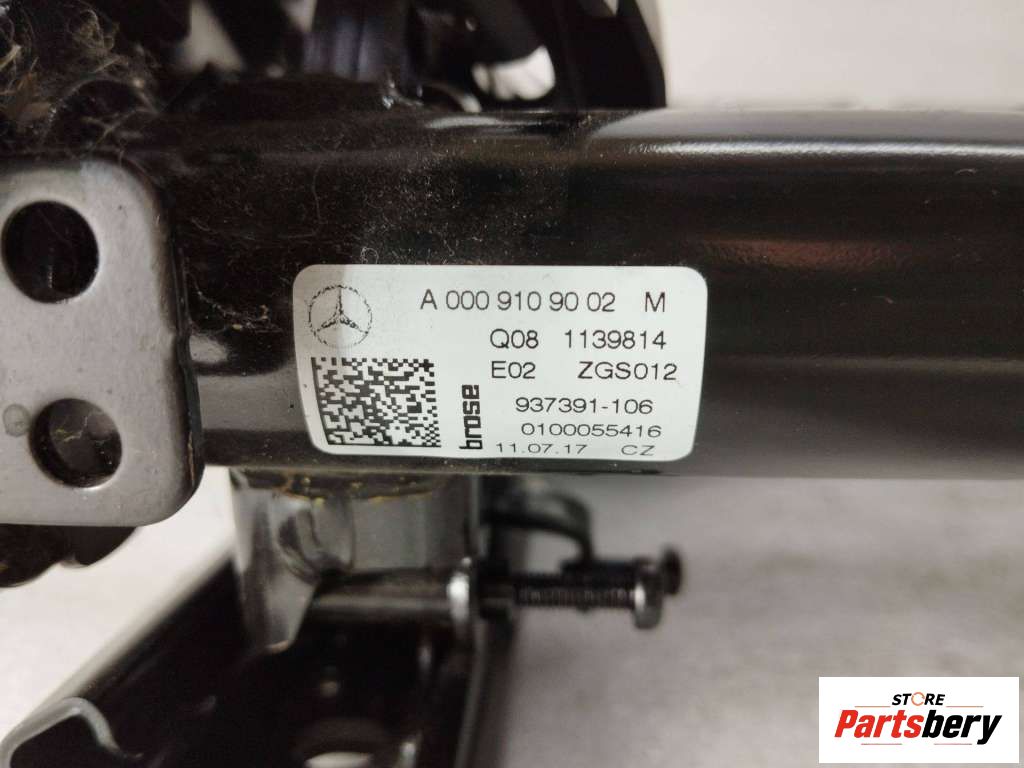 A 000 910 90 02 M
Q08 1139814
E02 ZGS012
brose
937391-106
0100055416
11.07.17 CZ
STORE
Partsbery